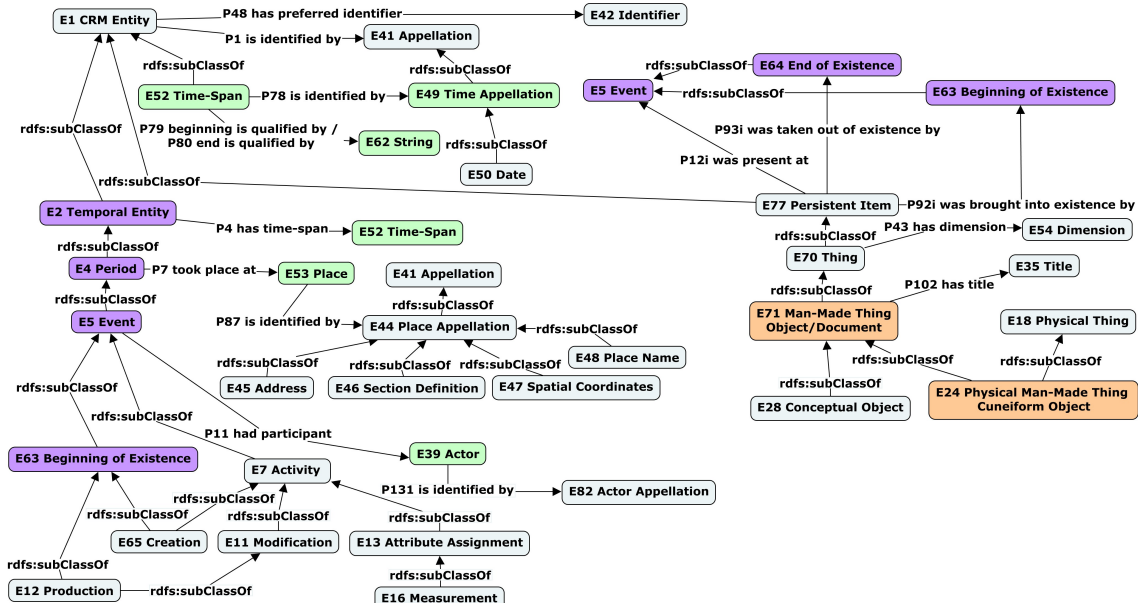 E1 CRM Entity
P48 has preferred identifier
E42 Identifier
P1 is identified by
E41 Appellation
rdfs:subClassOf
rdfs:subClassOf
E52 Time-Span
P78 is identified by
E49 Time Appellation
P79 beginning is qualified by /
P80 end is qualified by
E62 String
rdfs:subClassOf
rdfs:subClassOf
E50 Date
rdfs:subClassOf
E64 End of Existence
rdfs:subClassOf
E5 Event
rdfs:subClassOf
E63 Beginning of Existence
P93i was taken out of existence by
P12i was present at
rdfs:subClassOf
E77 Persistent Item
P92i was brought into existence by
E2 Temporal Entity
P4 has time-span
E52 Time-Span
rdfs:subClassOf
P43 has dimension
E54 Dimension
rdfs:subClassOf
E70 Thing
E4 Period
P7 took place at
E53 Place
E41 Appellation
E35 Title
rdfs:subClassOf
rdfs:subClassOf
P102 has title
rdfs:subClassOf
E5 Event
P87 is identified by
E44 Place Appellation
E71 Man-Made Thing
Object/Document
E18 Physical Thing
rdfs:subClassOf
E48 Place Name
rdfs:subClassOf
rdfs:subClassOf
rdfs:subClassOf
rdfs:subClassOf
rdfs:subClassOf
rdfs:subClassOf
E45 Address
E46 Section Definition
E47 Spatial Coordinates
E28 Conceptual Object
E24 Physical Man-Made Thing
Cuneiform Object
rdfs:subClassOf
rdfs:subClassOf
P11 had participant
E63 Beginning of Existence
E7 Activity
E39 Actor
P131 is identified by
E82 Actor Appellation
rdfs:subClassOf
rdfs:subClassOf
rdfs:subClassOf
rdfs:subClassOf
E65 Creation
E11 Modification
E13 Attribute Assignment
rdfs:subClassOf
rdfs:subClassOf
E12 Production
rdfs:subClassOf
E16 Measurement